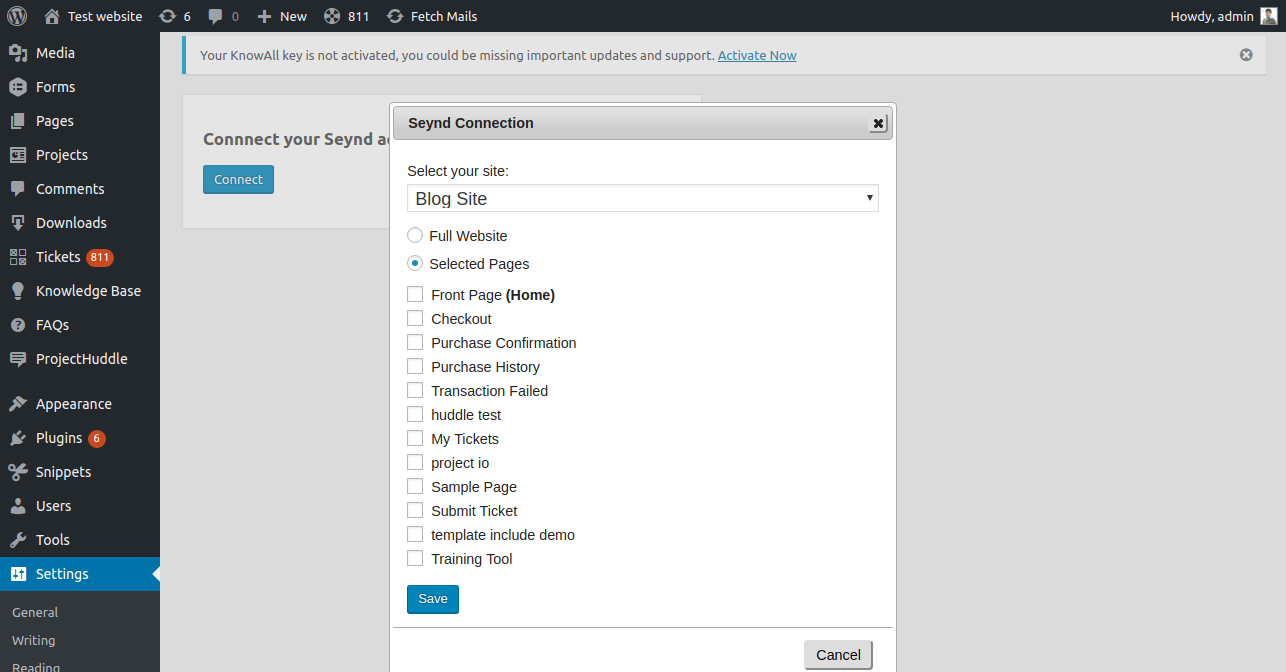 Test website 6 0 New 811 Fetch Mails Howdy, admin
Media
Forms
Pages
Projects
Comments
Downloads
Tickets 811
Knowledge Base
FAQs
ProjectHuddle
Appearance
Plugins 6
Snippets
Users
Tools
Settings
General
Writing
Reading
Your KnowAll key is not activated, you could be missing important updates and support. Activate Now
Connnect your Seynd
Connect
Seynd Connection
Select your site:
Blog Site
Full Website
Selected Pages
Front Page (Home)
Checkout
Purchase Confirmation
Purchase History
Transaction Failed
huddle test
My Tickets
project io
Sample Page
Submit Ticket
template include demo
Training Tool
Save
Cancel